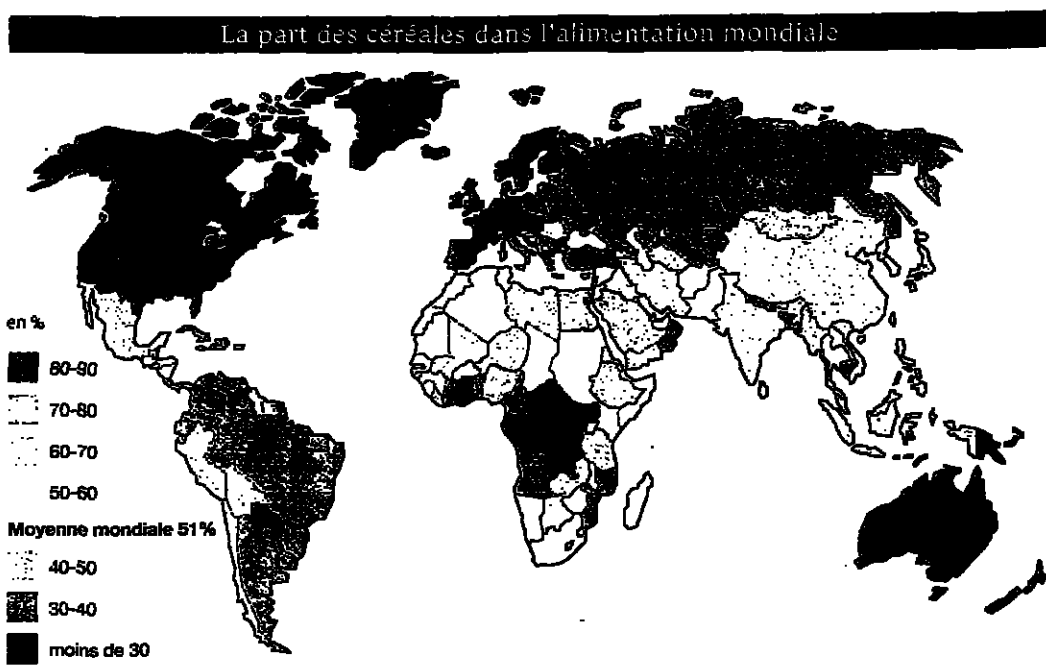 La part des céréales dans l'alimentation mondiale
en %
80-90
70-80
60-70
50-60
Moyenne mondiale 51%
40-50
30-40
moins de 30